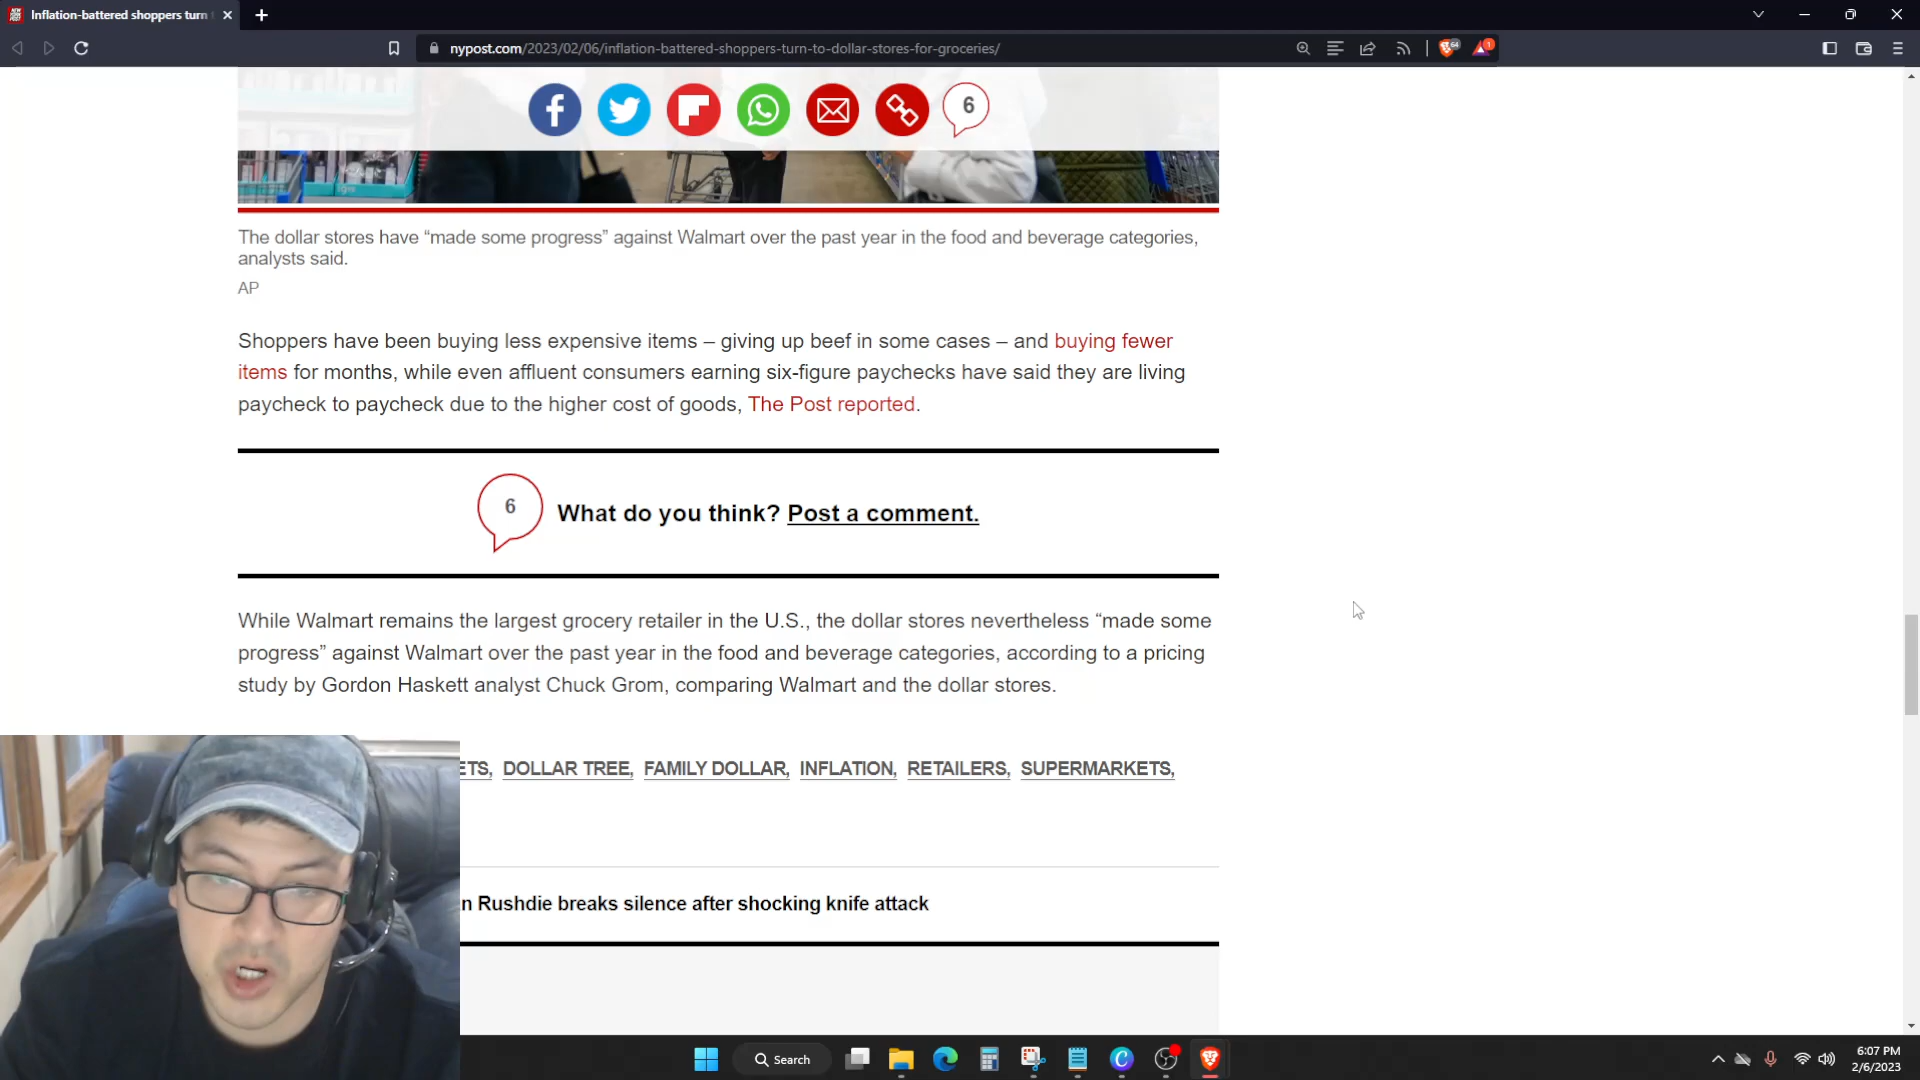 Inflation-battered shoppers turn
nypost.com/2023/02/06/inflation-battered-shoppers-turn-to-dollar-stores-for-groceries/
6
The dollar stores have “made some progress” against Walmart over the past year in the food and beverage categories,
analysts said.
AP
Shoppers have been buying less expensive items – giving up beef in some cases – and buying fewer
items for months, while even affluent consumers earning six-figure paychecks have said they are living
paycheck to paycheck due to the higher cost of goods, The Post reported.
6 What do you think? Post a comment.
While Walmart remains the largest grocery retailer in the U.S., the dollar stores nevertheless “made some
progress” against Walmart over the past year in the food and beverage categories, according to a pricing
study by Gordon Haskett analyst Chuck Grom, comparing Walmart and the dollar stores.
ETS, DOLLAR TREE, FAMILY DOLLAR, INFLATION, RETAILERS, SUPERMARKETS,
n Rushdie breaks silence after shocking knife attack
Search
6:07 PM
2/6/2023